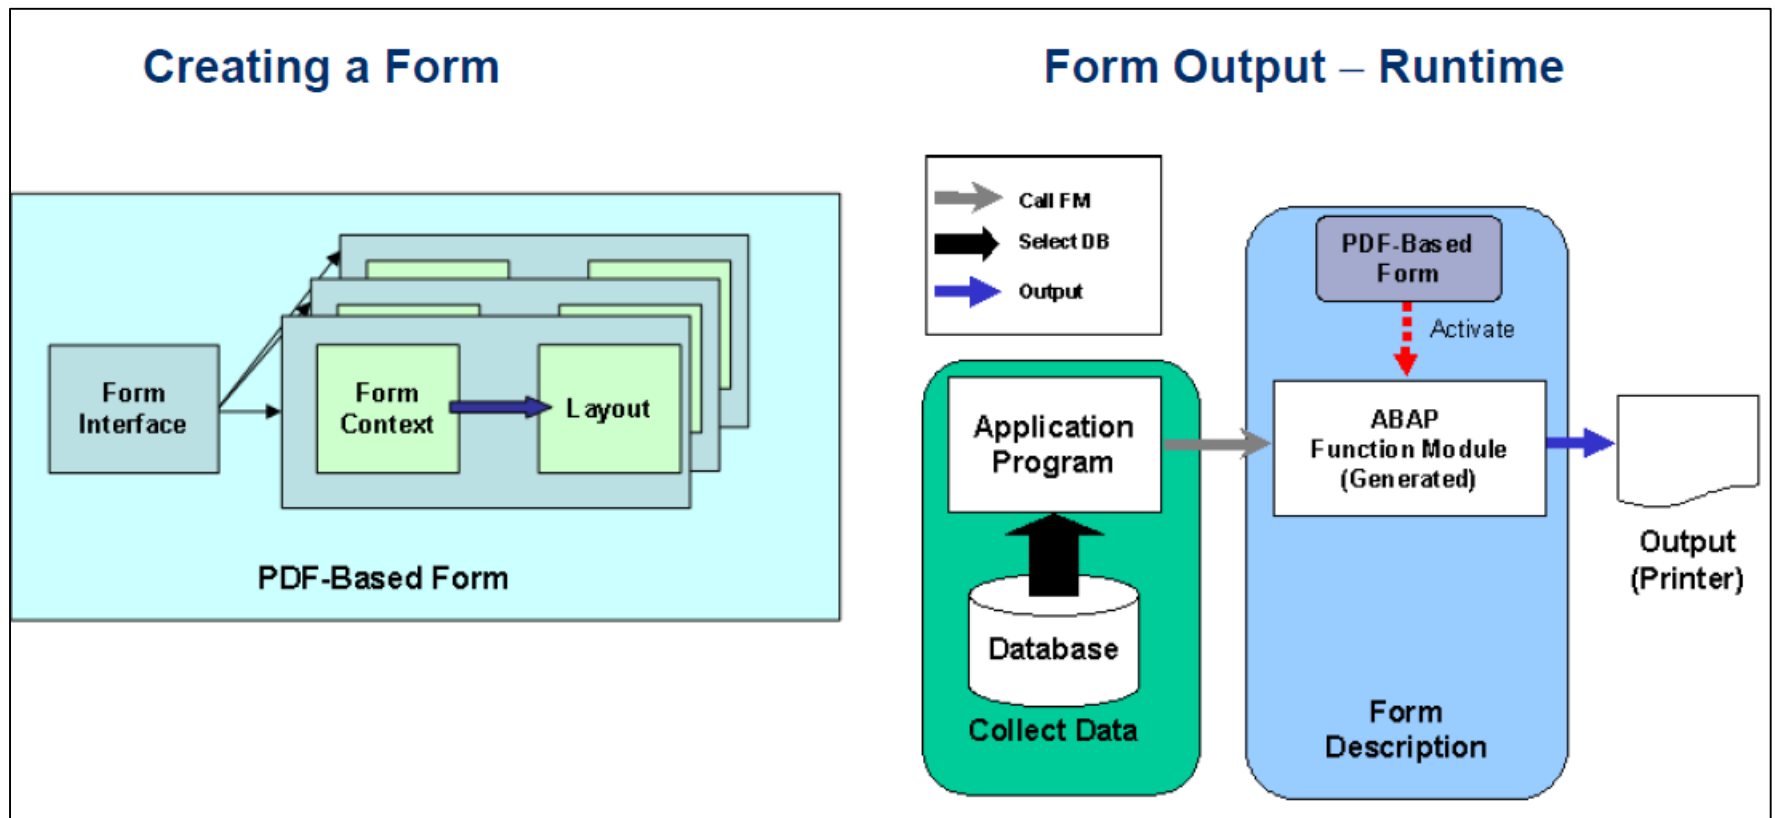 Creating a Form
Form
Interface
Form
Context
Layout
PDF-Based Form
Form Output – Runtime
Call FM
Select DB
Output
PDF-Based
Form
Activate
Application
Program
ABAP
Function Module
(Generated)
Database
Collect Data
Form
Description
Output
(Printer)